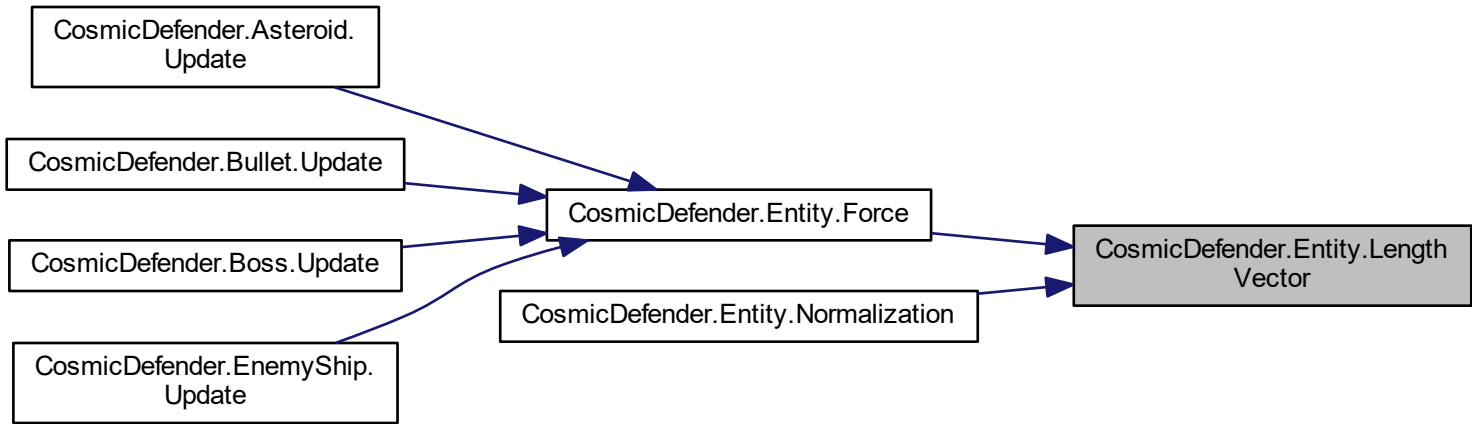 CosmicDefender.Asteroid.
Update
CosmicDefender.Bullet.Update
CosmicDefender.Boss.Update
CosmicDefender.EnemyShip.
Update
CosmicDefender.Entity.Force
CosmicDefender.Entity.Normalization
CosmicDefender.Entity.Length
Vector